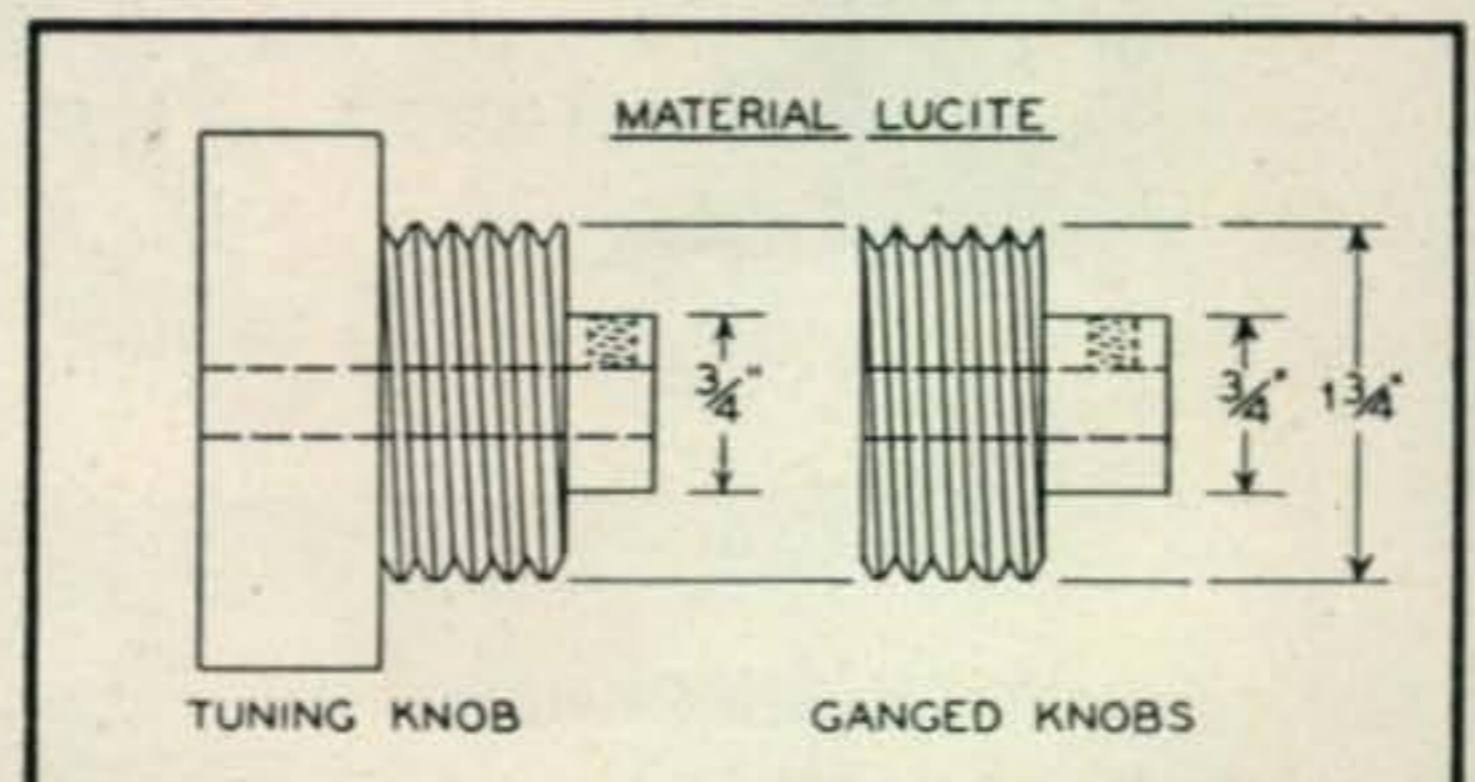 MATERIAL LUCITE
3/4"
3/4"
1 3/4"
TUNING KNOB
GANGED KNOBS